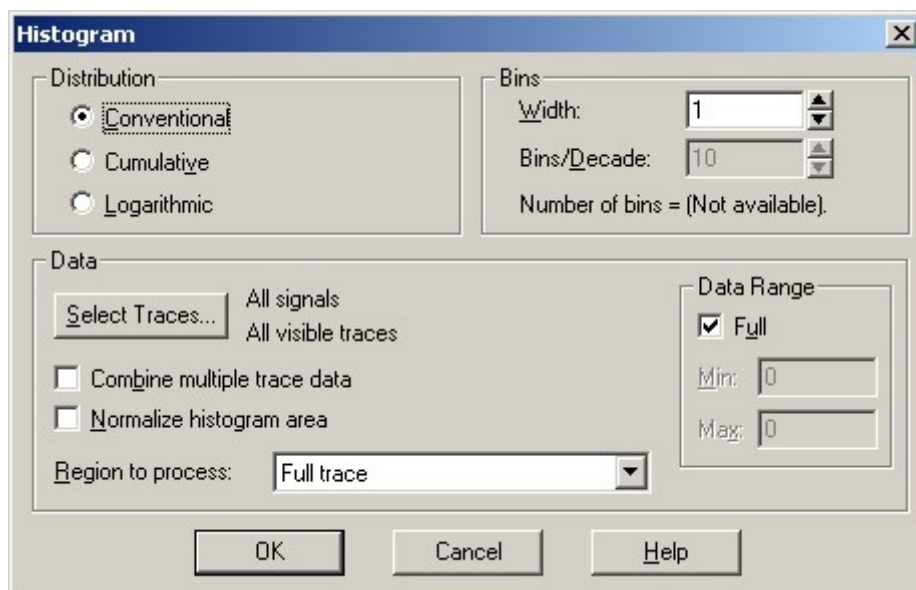 Histogram
Distribution
Conventional
Cumulative
Logarithmic
Bins
Width: 1
Bins/Decade: 10
Number of bins = (Not available).
Data
Select Traces...
All signals
All visible traces
Combine multiple trace data
Normalize histogram area
Region to process: Full trace
Data Range
Full
Min: 0
Max: 0
OK Cancel Help